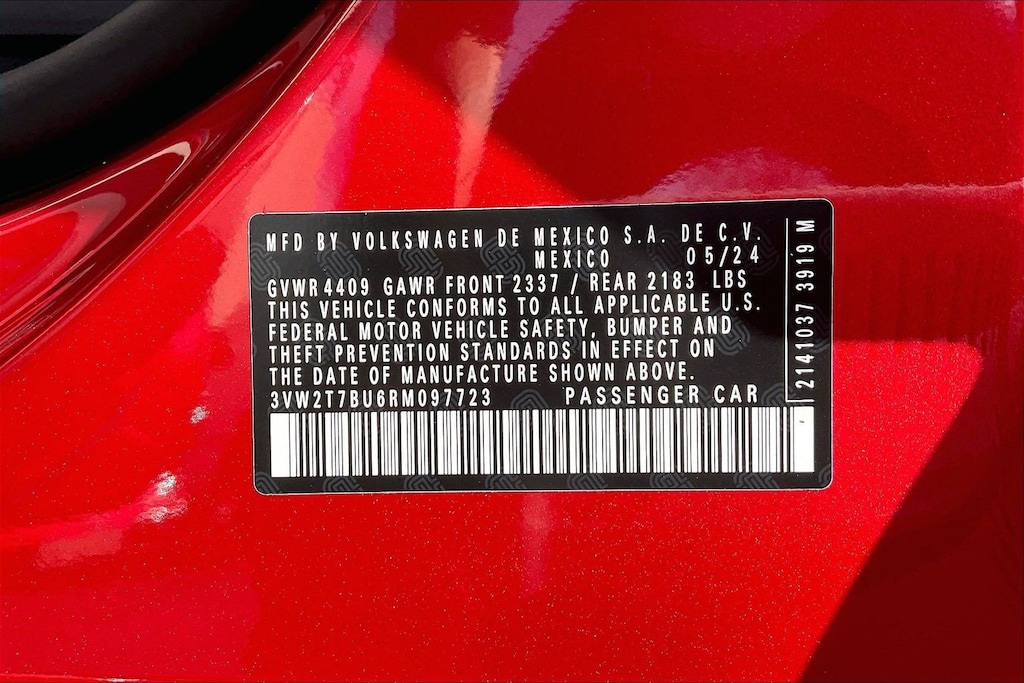 MFD BY VOLKSWAGEN DE MEXICO S.A. DE C.V.
MEXICO 05/24
GVWR 4409 GAWR FRONT 2337 / REAR 2183 LBS
THIS VEHICLE CONFORMS TO ALL APPLICABLE U.S.
FEDERAL MOTOR VEHICLE SAFETY, BUMPER AND
THEFT PREVENTION STANDARDS IN EFFECT ON
THE DATE OF MANUFACTURE SHOWN ABOVE.
3VW2T7BU6RM097723 PASSENGER CAR
2141037 3919 M